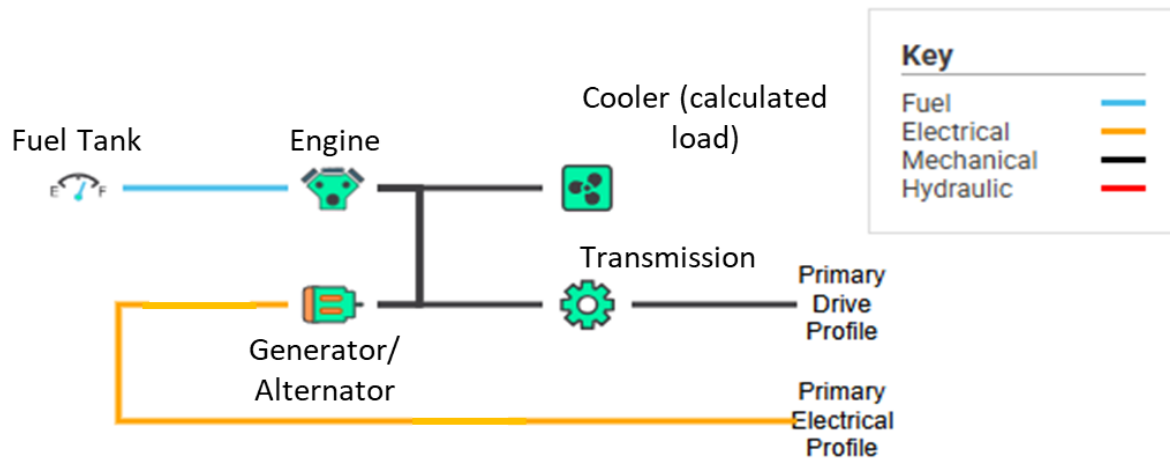 Key
Fuel
Electrical
Mechanical
Hydraulic
Cooler (calculated
load)
Fuel Tank
Engine
E F
Transmission
Primary
Drive
Profile
Generator/
Alternator
Primary
Electrical
Profile